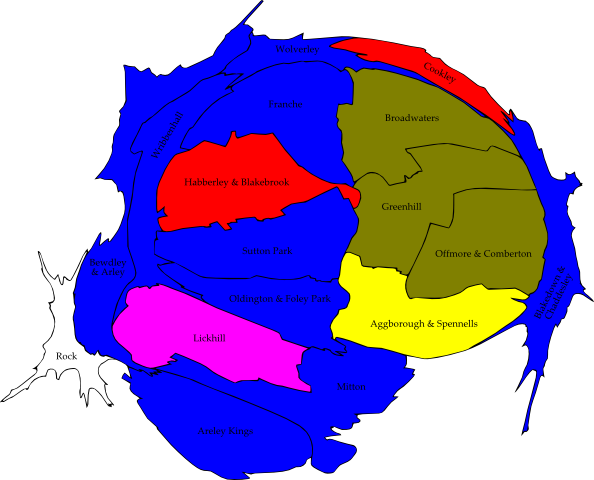 Wolverley
Cookley
Franche
Broadwaters
Wribbenhall
Habberley & Blakebrook
Greenhill
Sutton Park
Offmore & Comberton
Bewdley
& Arley
Blakedown &
Chaddesley
Oldington & Foley Park
Aggborough & Spennells
Lickhill
Rock
Mitton
Areley Kings